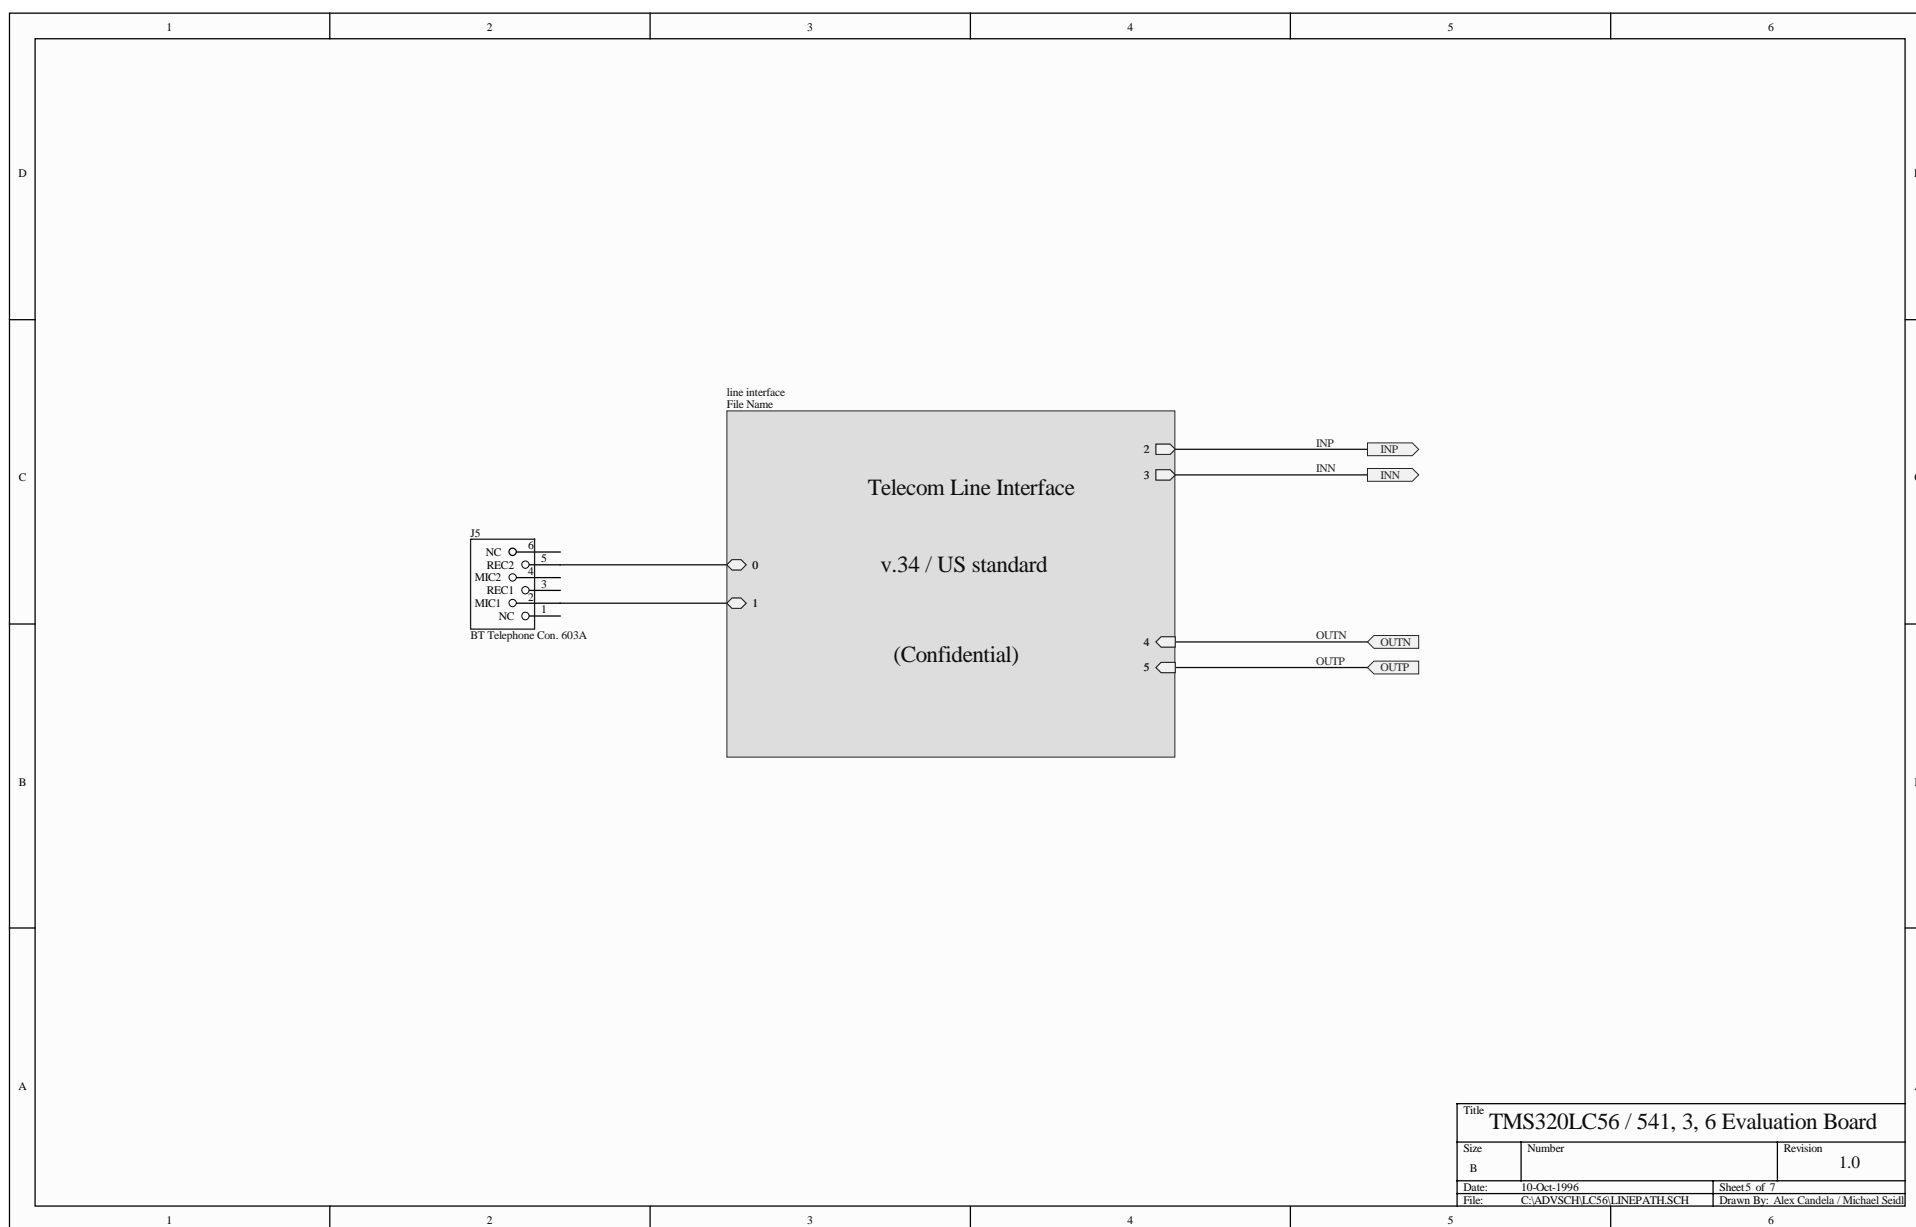 1 2 3 4 5 6
D
line interface
File Name
2 INP INP
C
3 INN INN
Telecom Line Interface
J5
NC 6
REC2 5
MIC2 4
REC1 3
MIC1 2
NC 1
BT Telephone Con. 603A
0
v.34 / US standard
1
4 OUTN OUTN
(Confidential)
5 OUTP OUTP
B
A
Title TMS320LC56 / 541, 3, 6 Evaluation Board
Size Number Revision
B 1.0
Date: 10-Oct-1996 Sheet5 of 7
File: C:\ADVSCH\LC56\LINEPATH.SCH Drawn By: Alex Candela / Michael Seidl
1 2 3 4 5 6